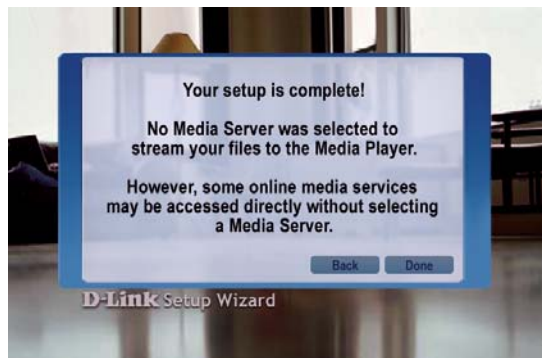 Your setup is complete!
No Media Server was selected to
stream your files to the Media Player.
However, some online media services
may be accessed directly without selecting
a Media Server.
Back Done
D-Link Setup Wizard